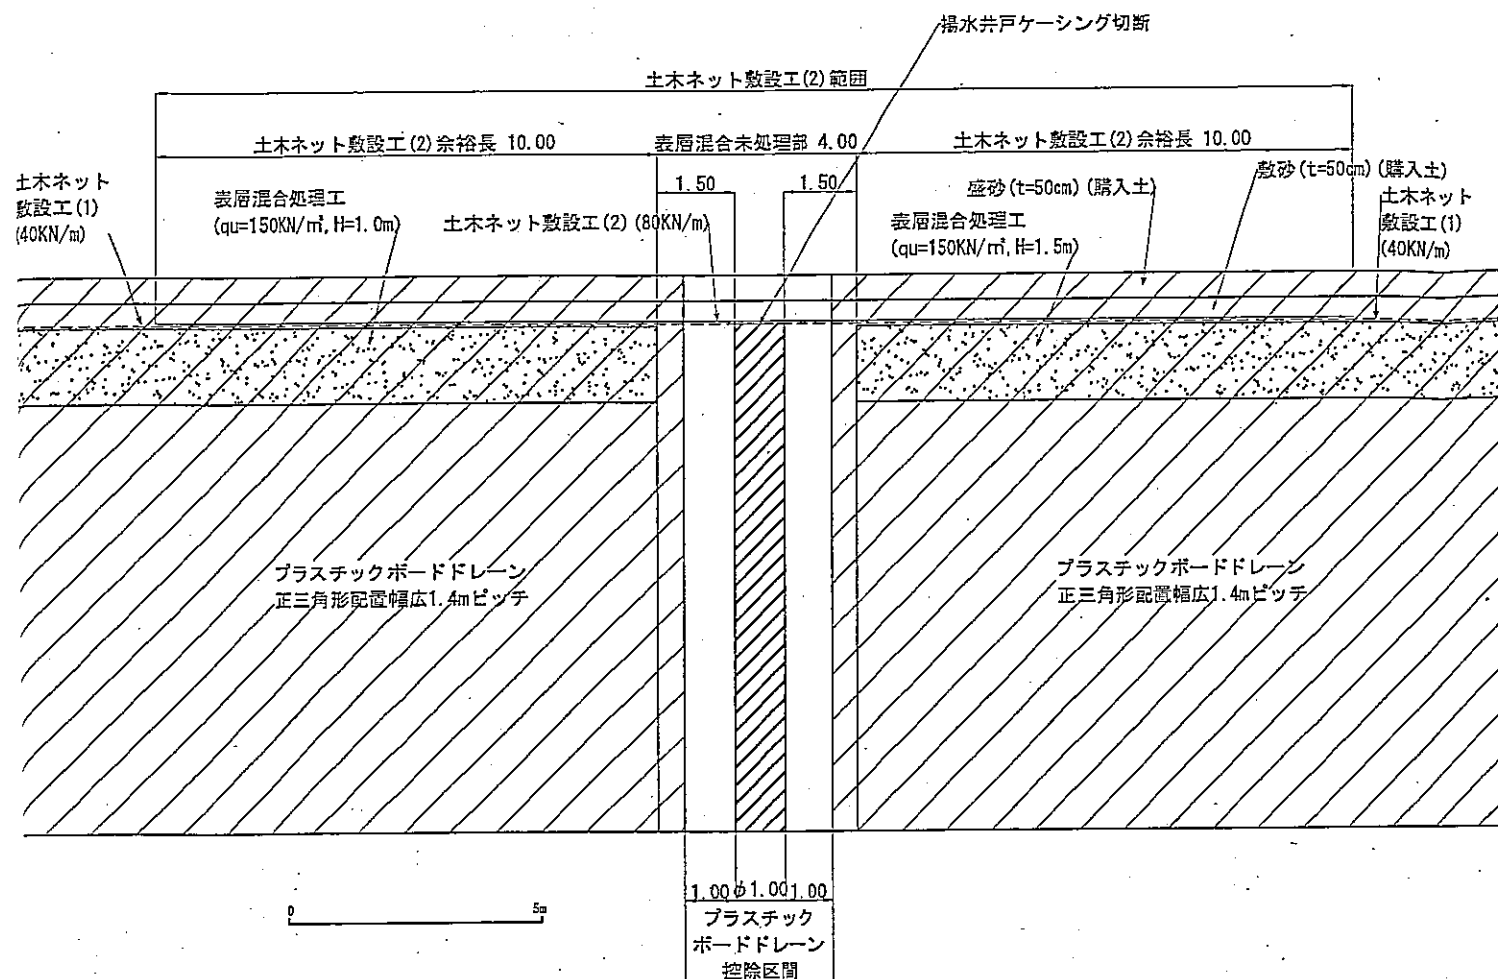 揚水井戸ケーシング切断
土木ネット敷設工(2)範囲
土木ネット敷設工(2)余裕長 10.00
表層混合未処理部 4.00
土木ネット敷設工(2)余裕長 10.00
土木ネット
敷設工(1)
(40KN/m)
表層混合処理工
(qu=150KN/㎡,H=1.0m)
土木ネット敷設工(2) (80KN/m)
1.50
1.50
盛砂(t=50cm)(購入土)
表層混合処理工
(qu=150KN/㎡,H=1.5m)
敷砂(t=50cm)(購入土)
土木ネット
敷設工(1)
(40KN/m)
プラスチックボードドレーン
正三角形配置幅広1.4mピッチ
プラスチックボードドレーン
正三角形配置幅広1.4mピッチ
1.00 φ1.00 1.00
プラスチック
ボードドレーン
控除区間
0 5m